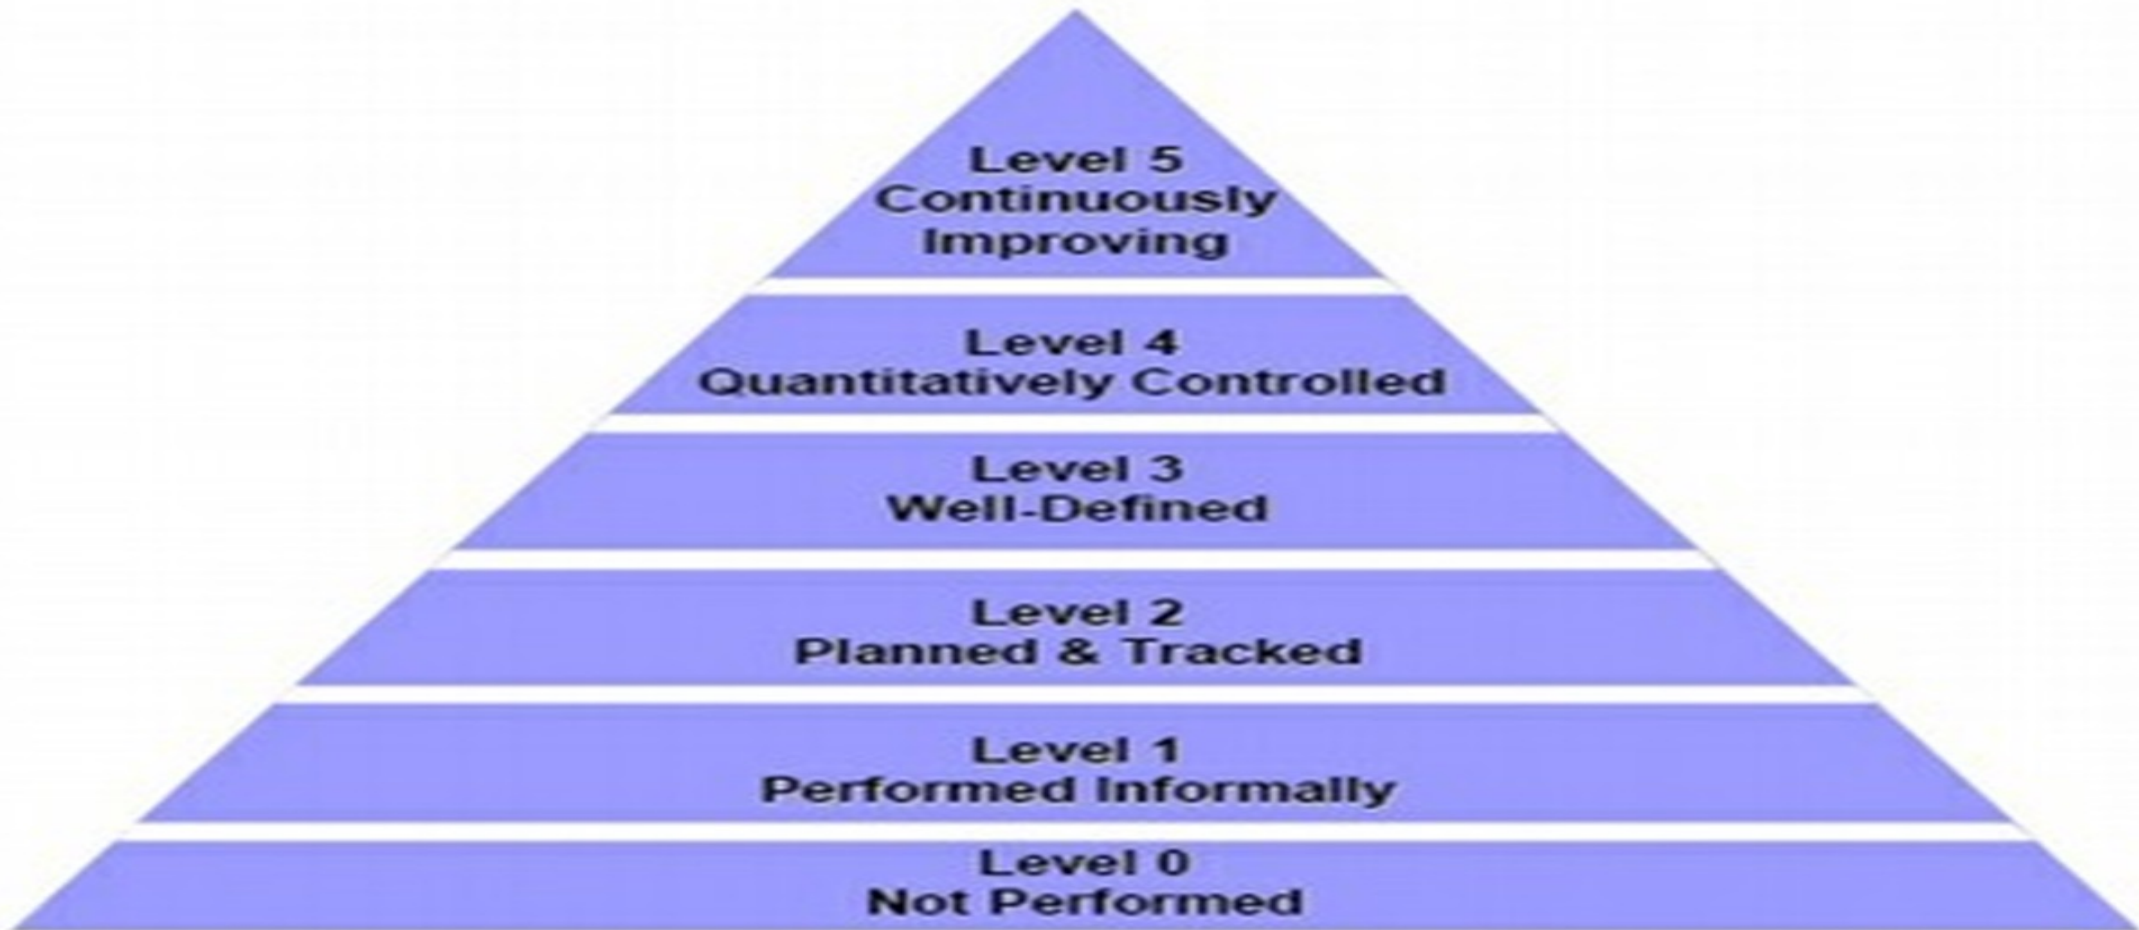 Level 5
Continuously
Improving
Level 4
Quantitatively Controlled
Level 3
Well-Defined
Level 2
Planned & Tracked
Level 1
Performed Informally
Level 0
Not Performed